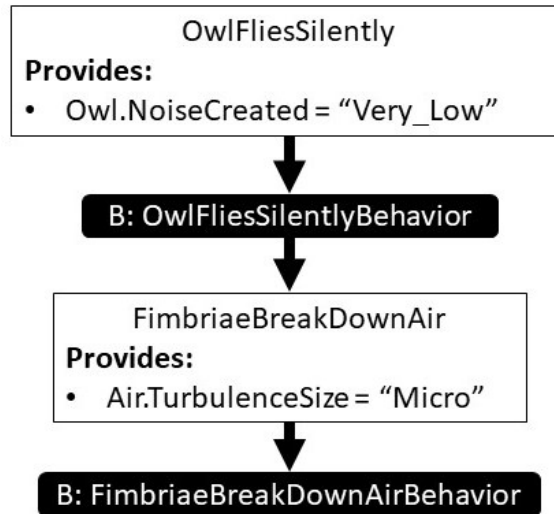 OwlFliesSilently
Provides:
• Owl.NoiseCreated = “Very_Low”
B: OwlFliesSilentlyBehavior
FimbriaeBreakDownAir
Provides:
• Air.TurbulenceSize = “Micro”
B: FimbriaeBreakDownAirBehavior